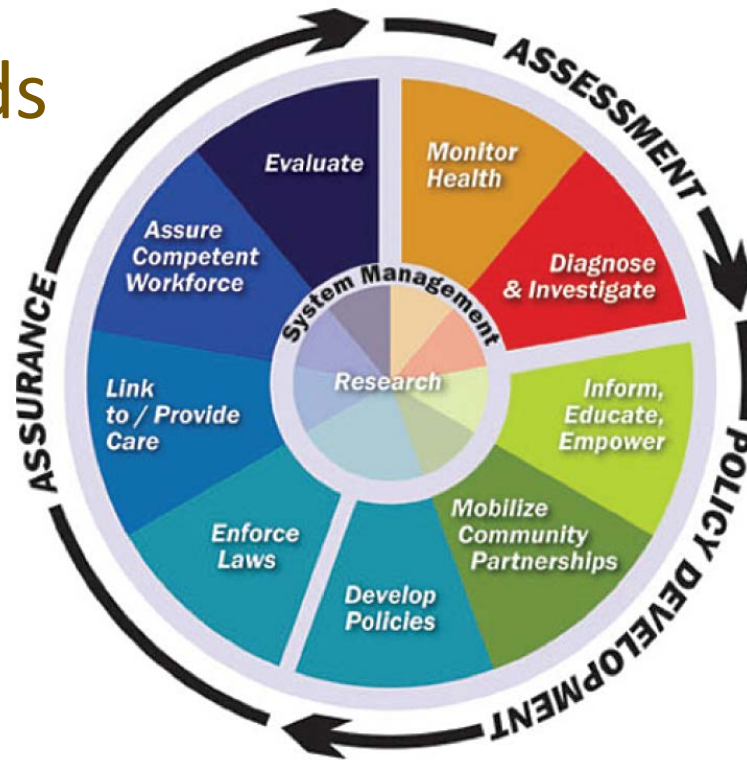 ds
ASSESSMENT
Monitor
Health
Diagnose
& Investigate
Inform,
Educate,
Empower
POLICY DEVELOPMENT
Mobilize
Community
Partnerships
Develop
Policies
Enforce
Laws
ASSURANCE
Link
to / Provide
Care
Assure
Competent
Workforce
Evaluate
System Management
Research